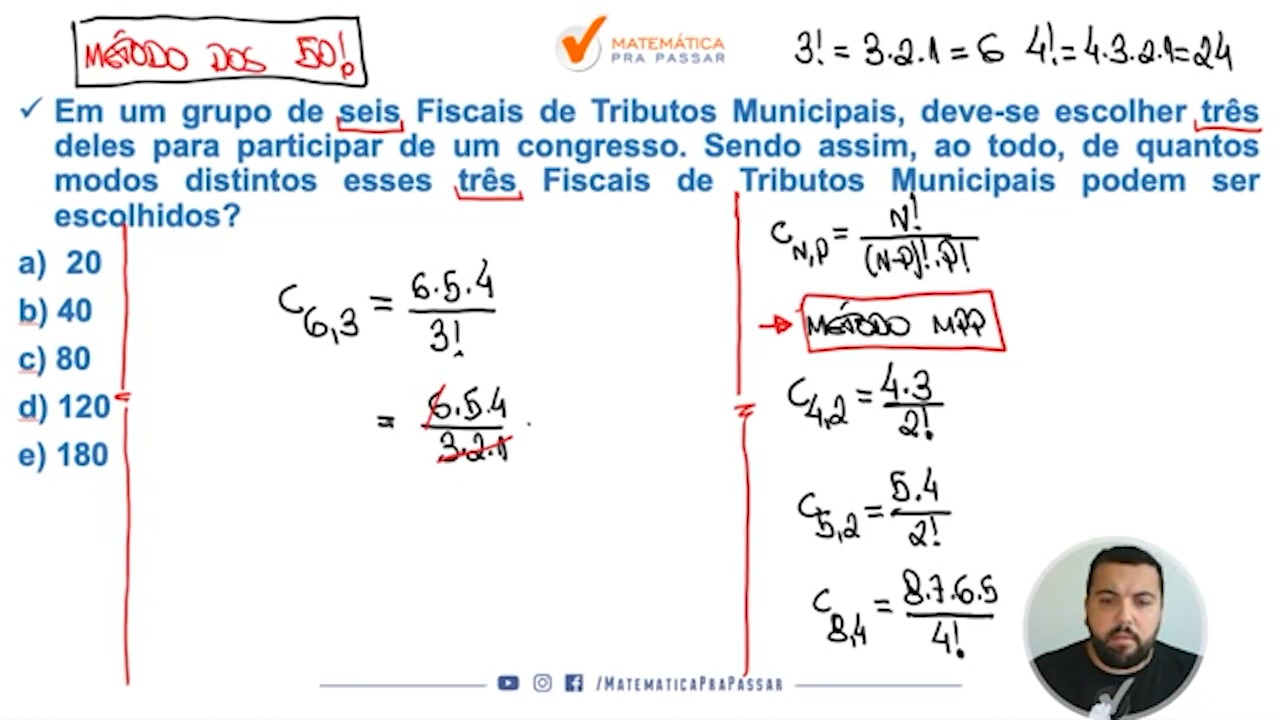 MÉTODO DOS 50!
MATEMÁTICA
PRA PASSAR
3! = 3.2.1 = 6 4! = 4.3.2.1 = 24
✓ Em um grupo de seis Fiscais de Tributos Municipais, deve-se escolher três
deles para participar de um congresso. Sendo assim, ao todo, de quantos
modos distintos esses três Fiscais de Tributos Municipais podem ser
escolhidos?
a) 20
b) 40
c) 80
d) 120
e) 180
C6,3 = 6.5.4
3!
= 6.5.4
3.2.1
CN,P = N!
(N-P)!.P!
MÉTODO MPP
C4,2 = 4.3
2!
C5,2 = 5.4
2!
C8,4 = 8.7.6.5
4!
/MATEMATICAPRAPASSAR